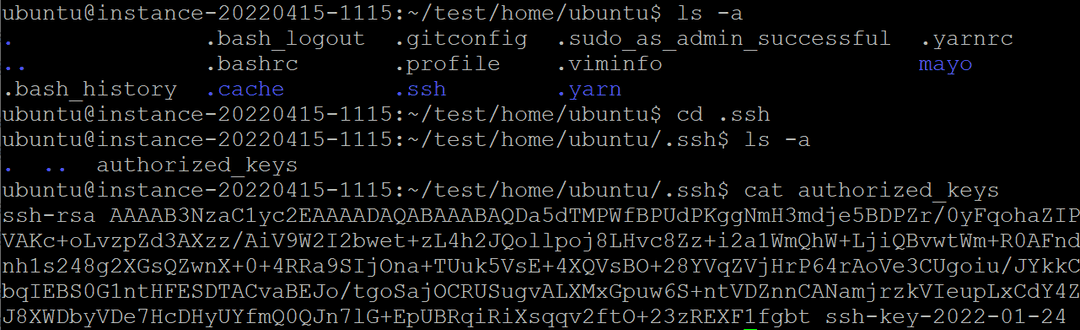 ubuntu@instance-20220415-1115:~/test/home/ubuntu$ ls -a
. .bash_logout .gitconfig .sudo_as_admin_successful .yarnrc
.. .bashrc .profile .viminfo mayo
.bash_history .cache .ssh .yarn
ubuntu@instance-20220415-1115:~/test/home/ubuntu$ cd .ssh
ubuntu@instance-20220415-1115:~/test/home/ubuntu/.ssh$ ls -a
. .. authorized_keys
ubuntu@instance-20220415-1115:~/test/home/ubuntu/.ssh$ cat authorized_keys
ssh-rsa AAAAB3NzaC1yc2EAAAADAQABAAABAQDa5dTMPWfBPUdPKggNmH3mdje5BDPZr/0yFqohaZIP
VAKc+oLvzpZd3AXzz/AiV9W2I2bwet+zL4h2JQollpoj8LHvc8Zz+i2a1WmQhW+LjiQBvwtWm+R0AFnd
nh1s248g2XGsQZwnX+0+4RRa9SIjOna+TUuk5VsE+4XQVsBO+28YVqZVjHrP64rAoVe3CUgoiu/JYkkC
bqIEBS0G1ntHFESDTACvaBEJo/tgoSajOCRUSugvALXMxGpuw6S+ntVDZnnCANamjrzkVIeupLxCdY4Z
J8XWDbyVDe7HcDHyUYfmQ0QJn7lG+EpUBRqiRiXsqqv2ftO+23zREXF1fgbt ssh-key-2022-01-24